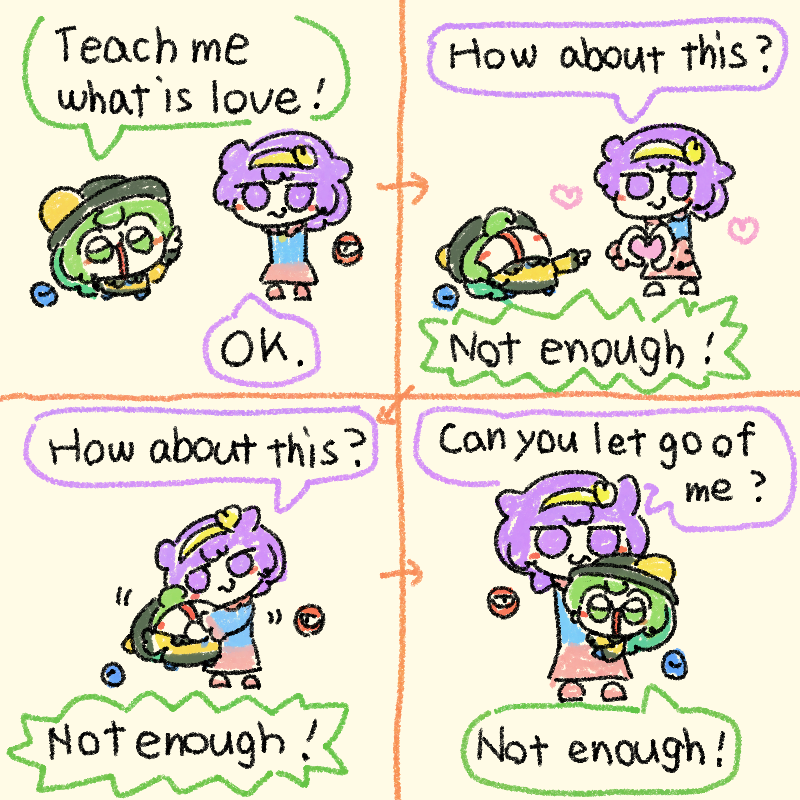 Teach me
what is love!
OK.
How about this?
Not enough!
How about this?
Not enough!
Can you let go of
me?
Not enough!